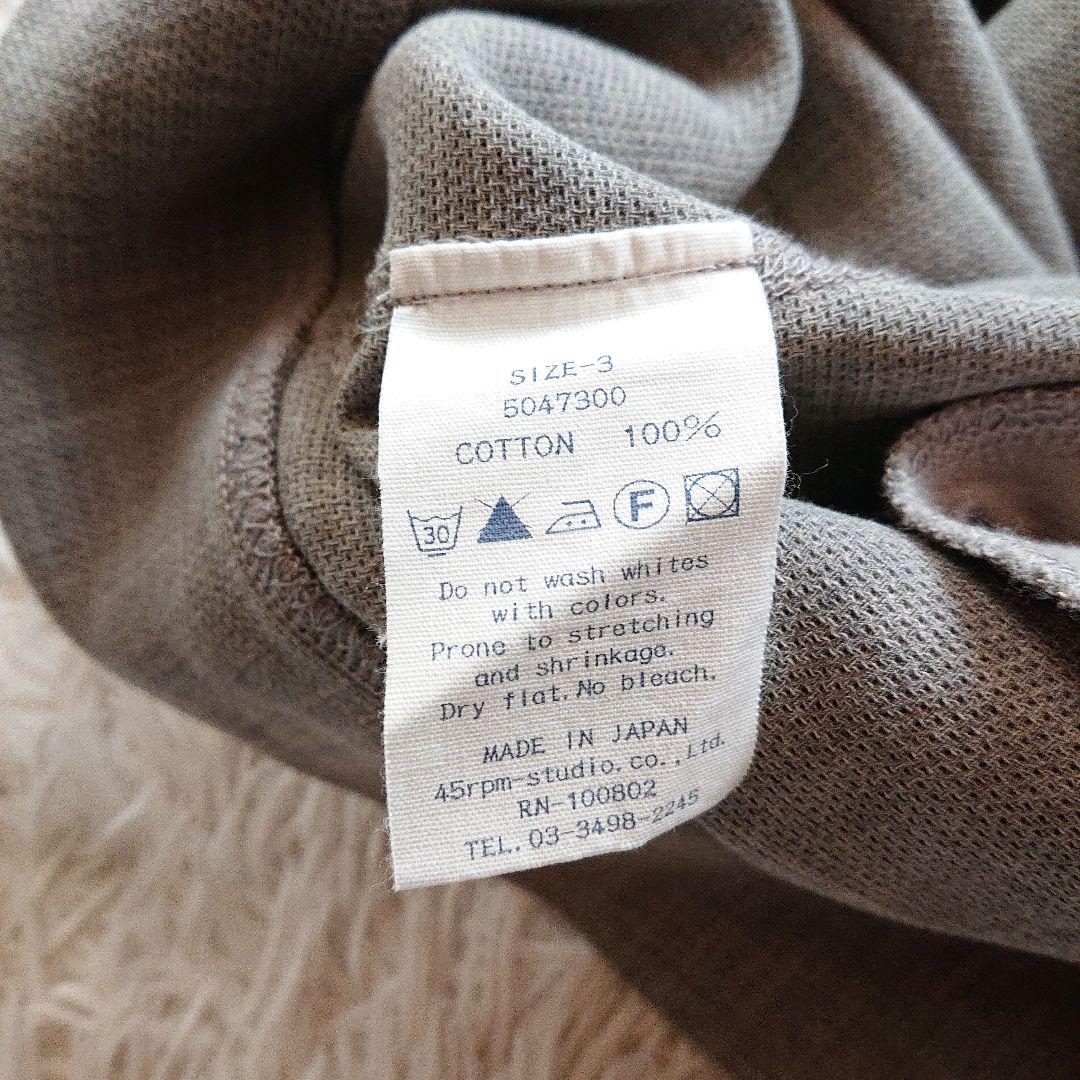 SIZE-3
5047300
COTTON 100%
30 F
Do not wash whites
with colors.
Prone to stretching
and shrinkage.
Dry flat. No bleach.
MADE IN JAPAN
45rpm-studio.co.,Ltd.
RN-100802
TEL. 03-3498-2245